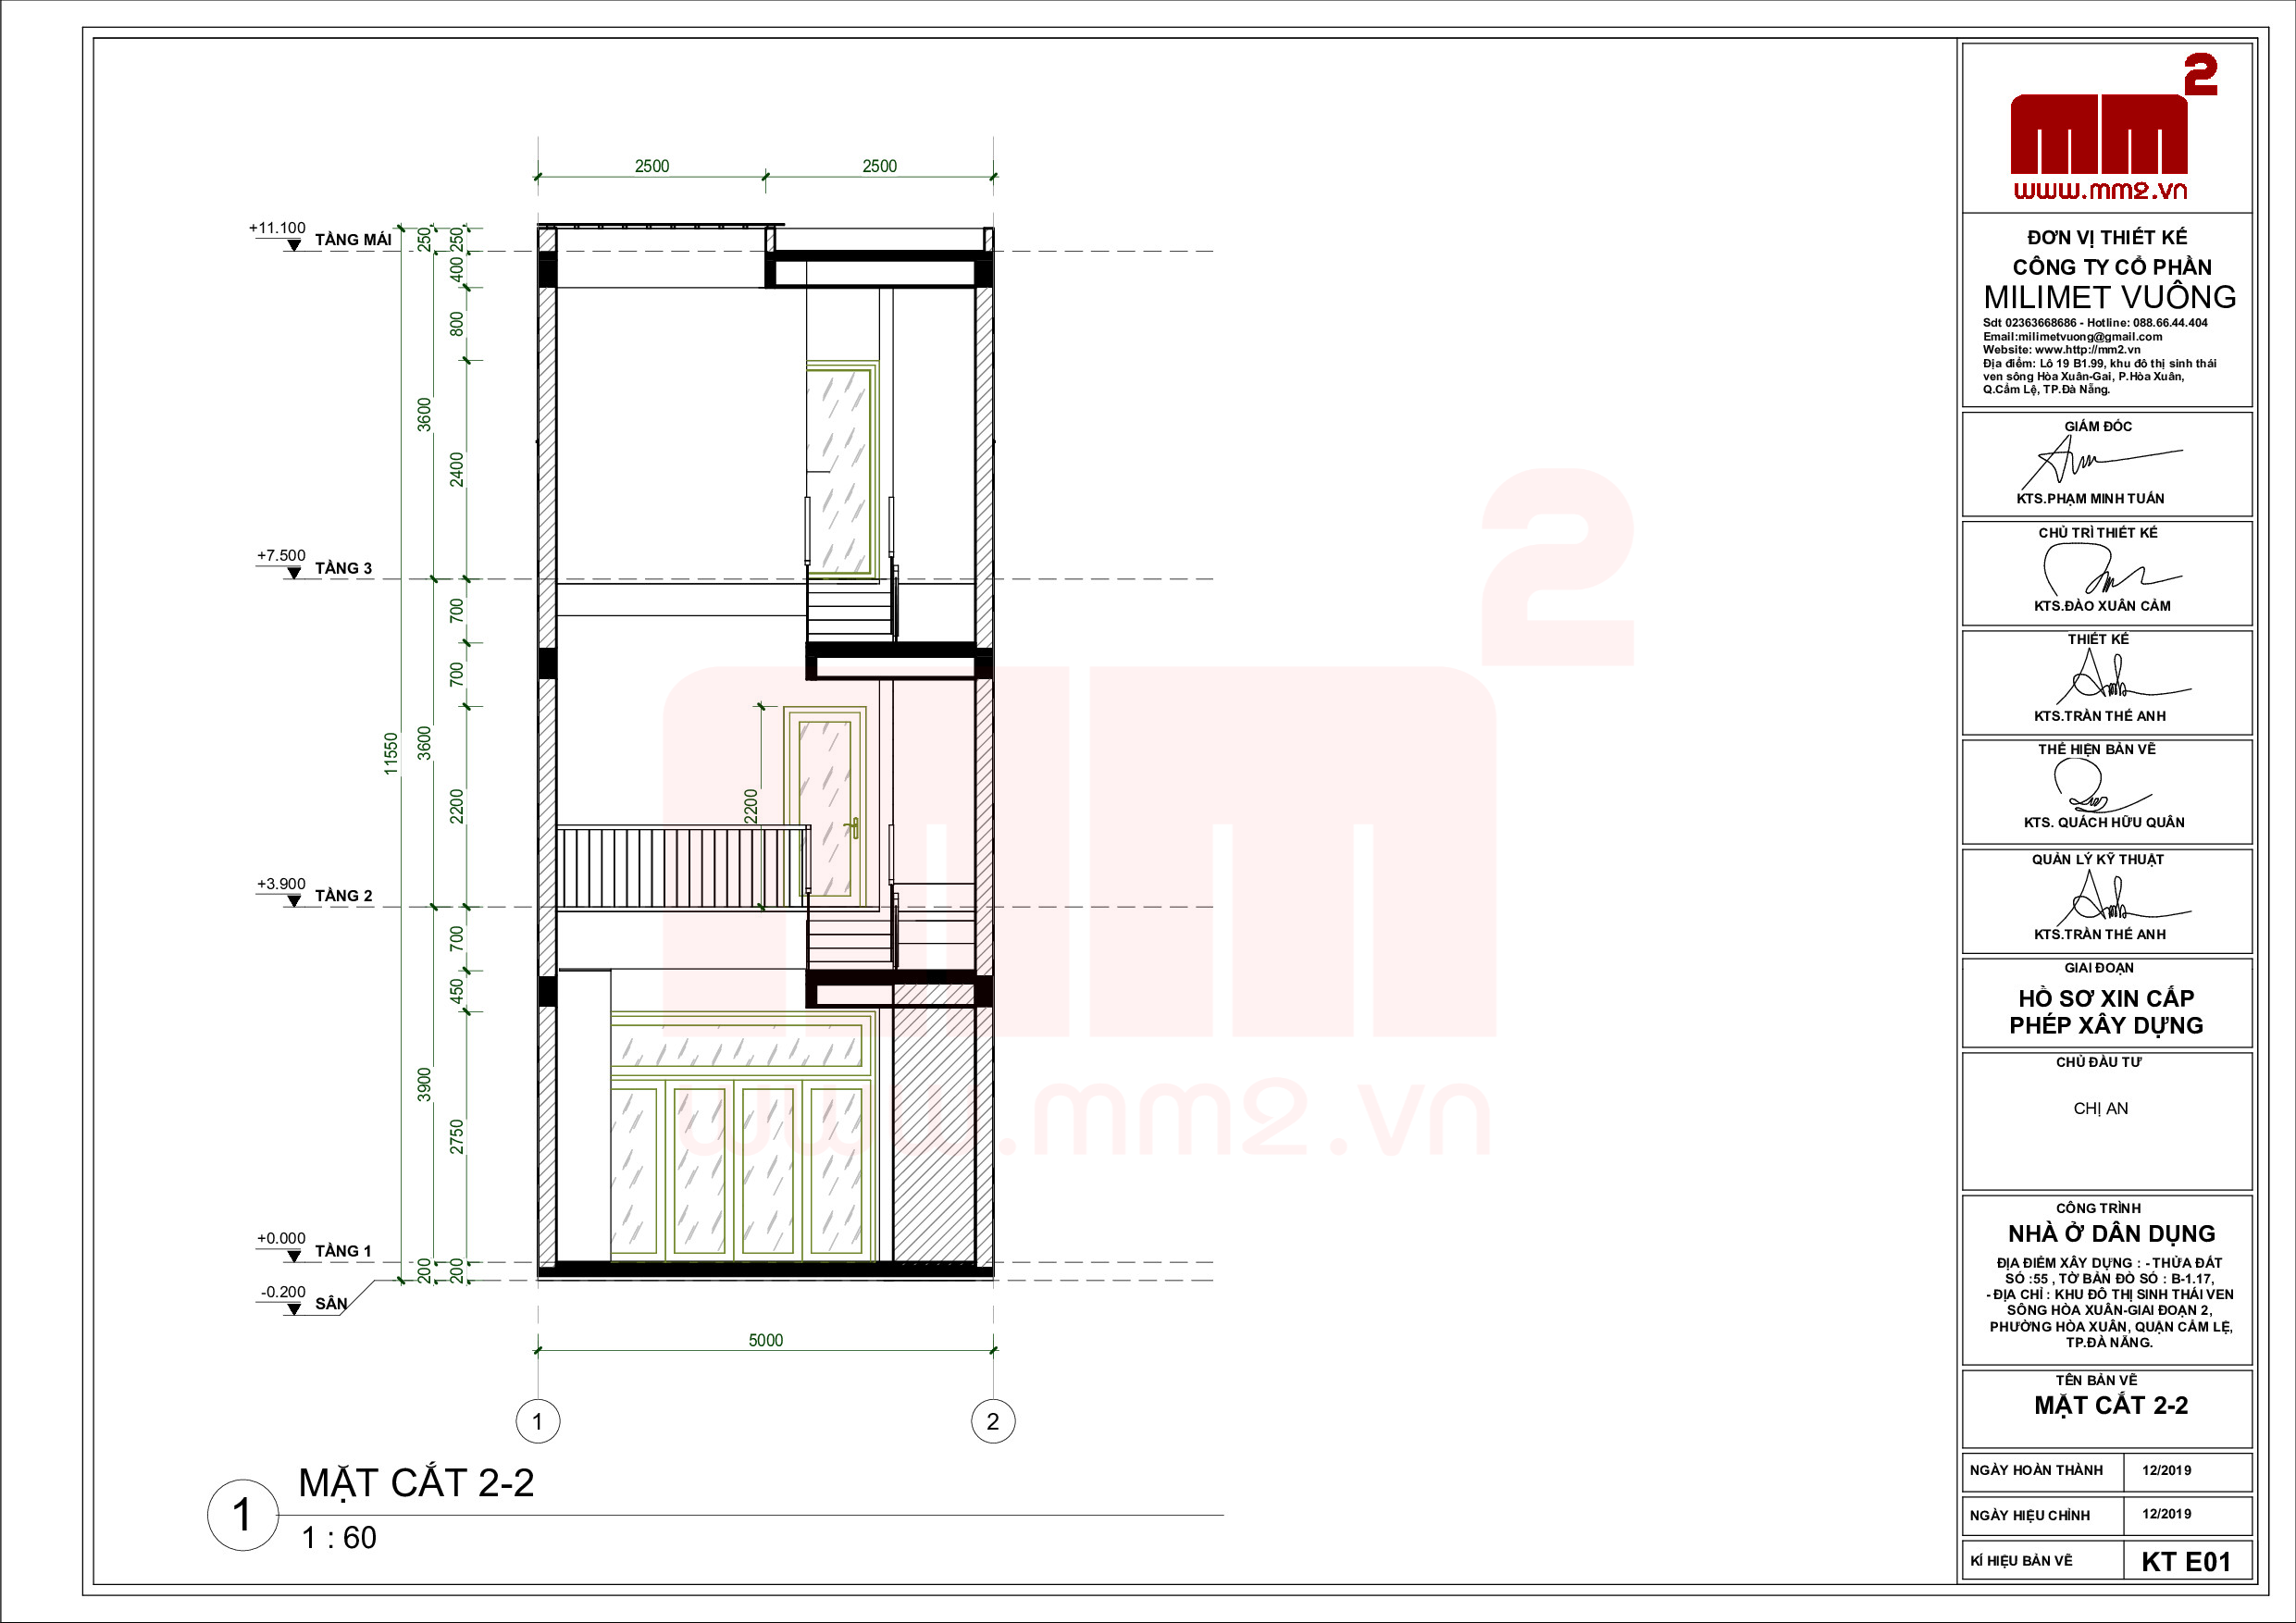 2500
2500
+11.100
TẦNG MÁI
250
250
400
800
3600
2400
+7.500
TẦNG 3
700
700
11550
3600
2200
2200
+3.900
TẦNG 2
700
450
3900
2750
+0.000
TẦNG 1
200
200
-0.200
SÂN
5000
1
2
1
MẶT CẮT 2-2
1 : 60
mm2
www.mm2.vn
mm2
www.mm2.vn
ĐƠN VỊ THIẾT KẾ
CÔNG TY CỔ PHẦN
MILIMET VUÔNG
Sdt 02363668686 - Hotline: 088.66.44.404
Email:milimetvuong@gmail.com
Website: www.http://mm2.vn
Địa điểm: Lô 19 B1.99, khu đô thị sinh thái
ven sông Hòa Xuân-Gai, P.Hòa Xuân,
Q.Cẩm Lệ, TP.Đà Nẵng.
GIÁM ĐỐC
KTS.PHẠM MINH TUẤN
CHỦ TRÌ THIẾT KẾ
KTS.ĐÀO XUÂN CẢM
THIẾT KẾ
KTS.TRẦN THẾ ANH
THỂ HIỆN BẢN VẼ
KTS. QUÁCH HỮU QUÂN
QUẢN LÝ KỸ THUẬT
KTS.TRẦN THẾ ANH
GIAI ĐOẠN
HỒ SƠ XIN CẤP
PHÉP XÂY DỰNG
CHỦ ĐẦU TƯ
CHỊ AN
CÔNG TRÌNH
NHÀ Ở DÂN DỤNG
ĐỊA ĐIỂM XÂY DỰNG : - THỬA ĐẤT
SỐ :55 , TỜ BẢN ĐỒ SỐ : B-1.17,
- ĐỊA CHỈ : KHU ĐÔ THỊ SINH THÁI VEN
SÔNG HÒA XUÂN-GIAI ĐOẠN 2,
PHƯỜNG HÒA XUÂN, QUẬN CẨM LỆ,
TP.ĐÀ NẴNG.
TÊN BẢN VẼ
MẶT CẮT 2-2
NGÀY HOÀN THÀNH 12/2019
NGÀY HIỆU CHỈNH 12/2019
KÍ HIỆU BẢN VẼ KT E01